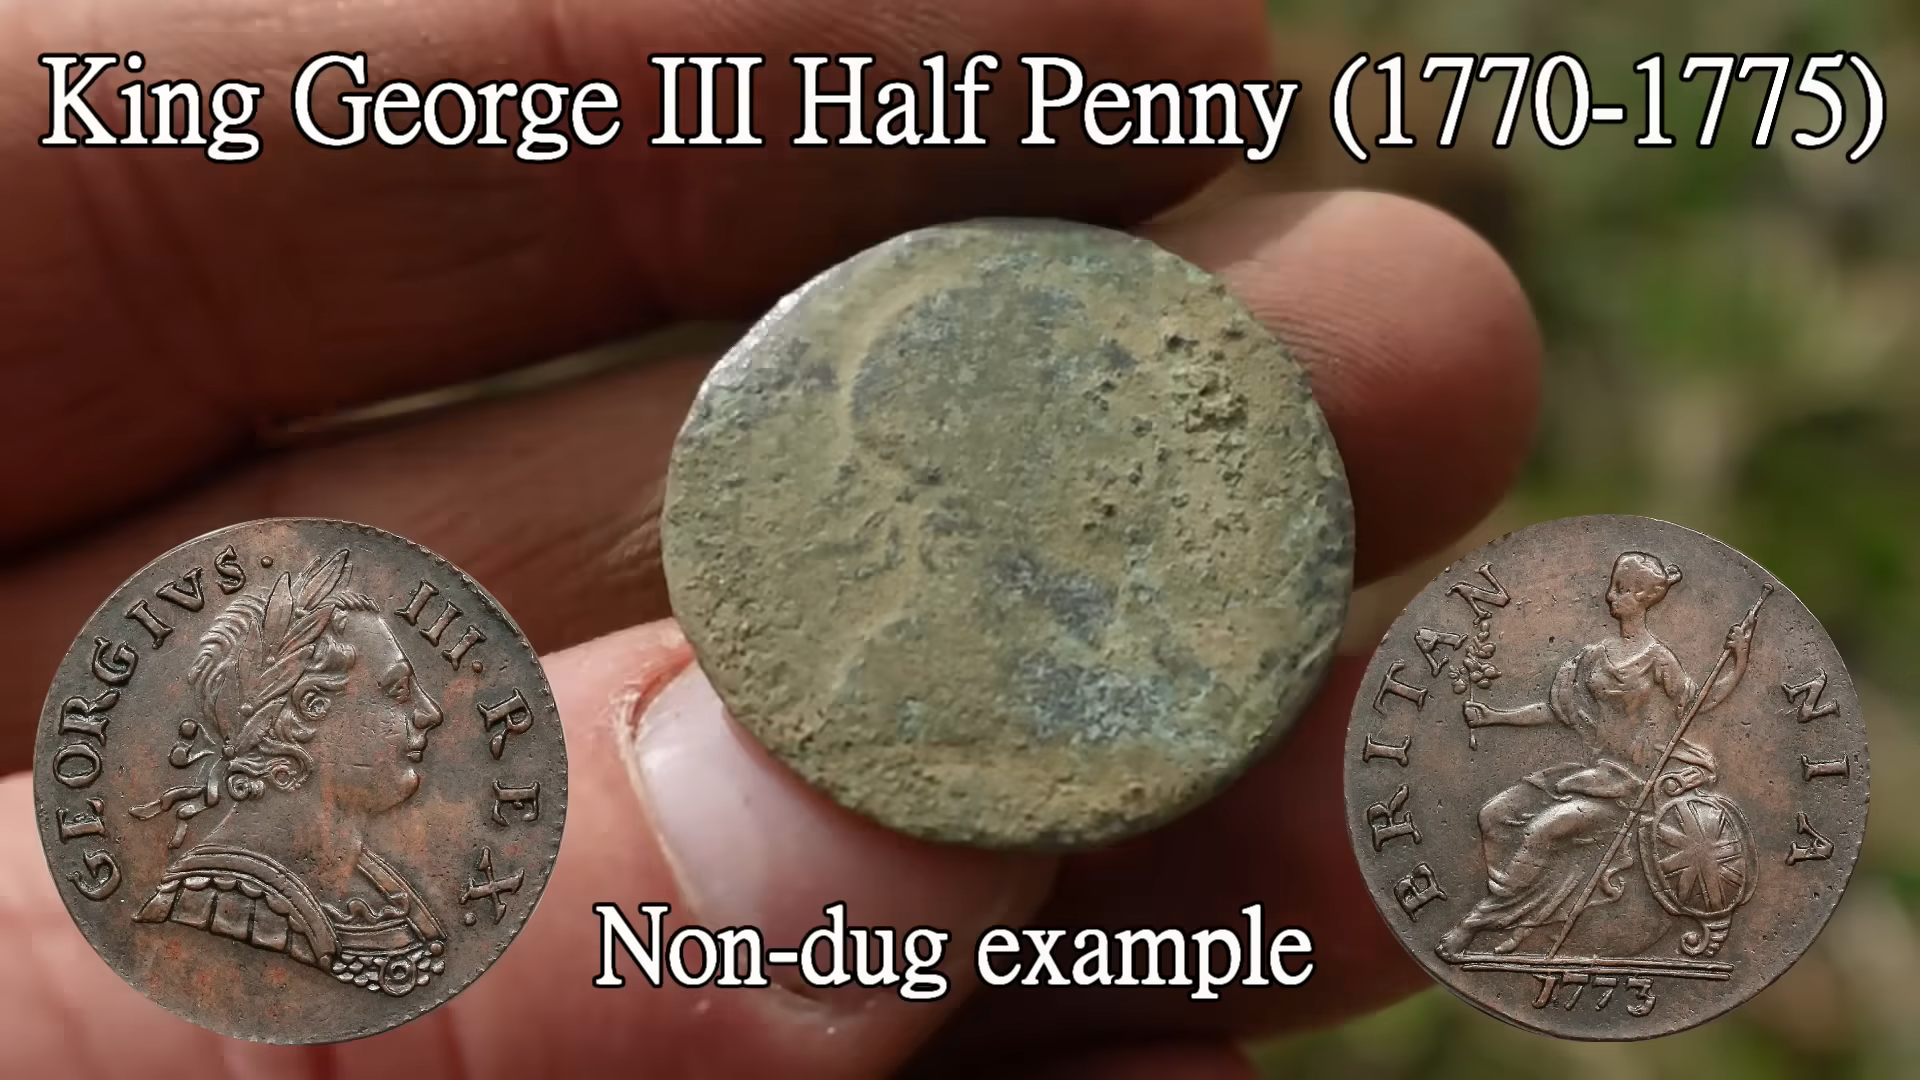 King George III Half Penny (1770-1775)
GEORGIVS · III · REX ·
BRITAN NIA
1773
Non-dug example